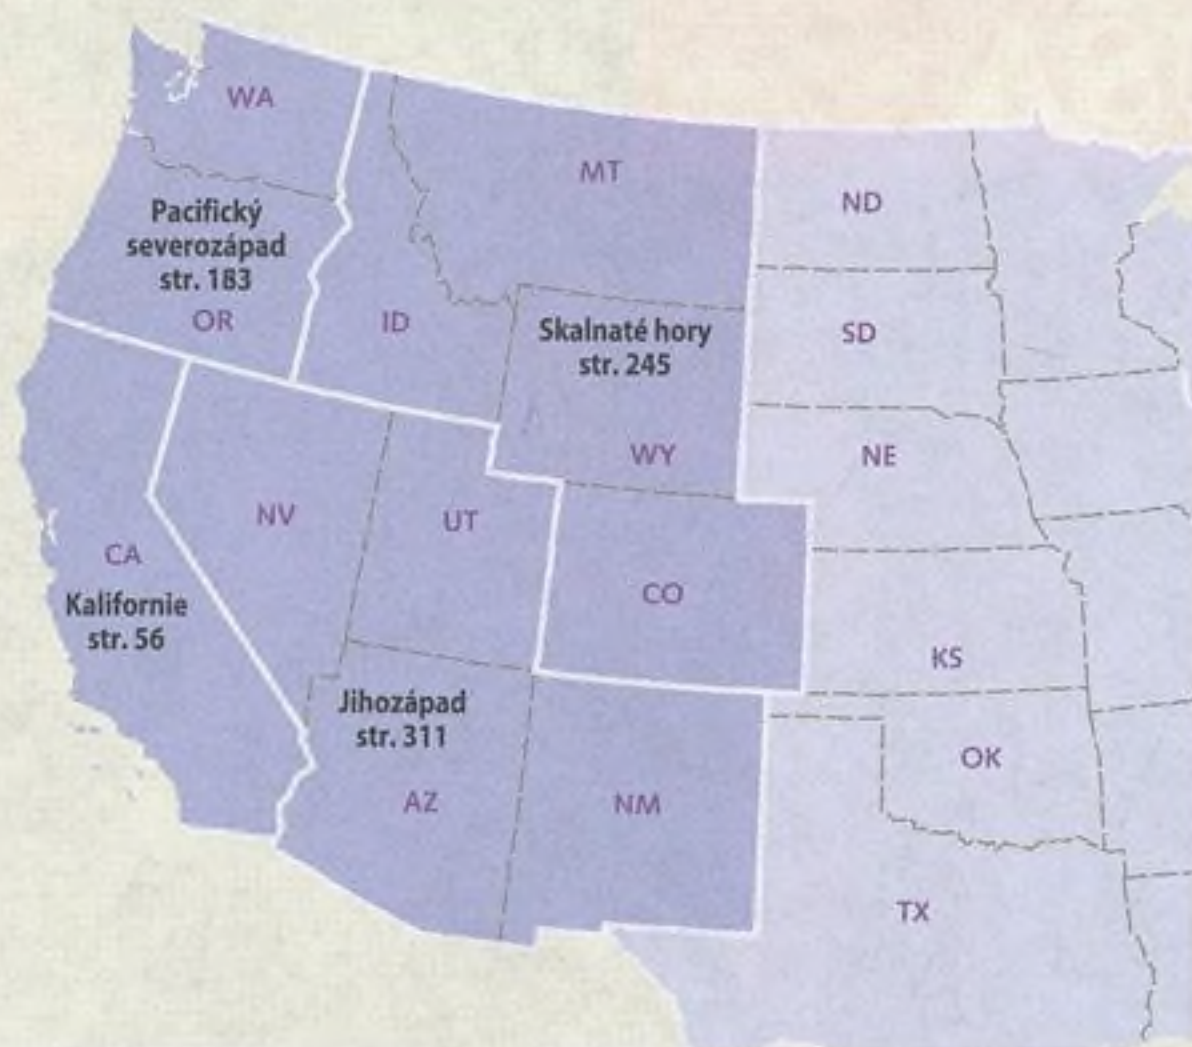 WA
MT
ND
Pacifický
severozápad
str. 183
OR
ID
Skalnaté hory
str. 245
SD
WY
NE
NV
UT
CA
CO
Kalifornie
str. 56
KS
Jihozápad
str. 311
OK
AZ
NM
TX